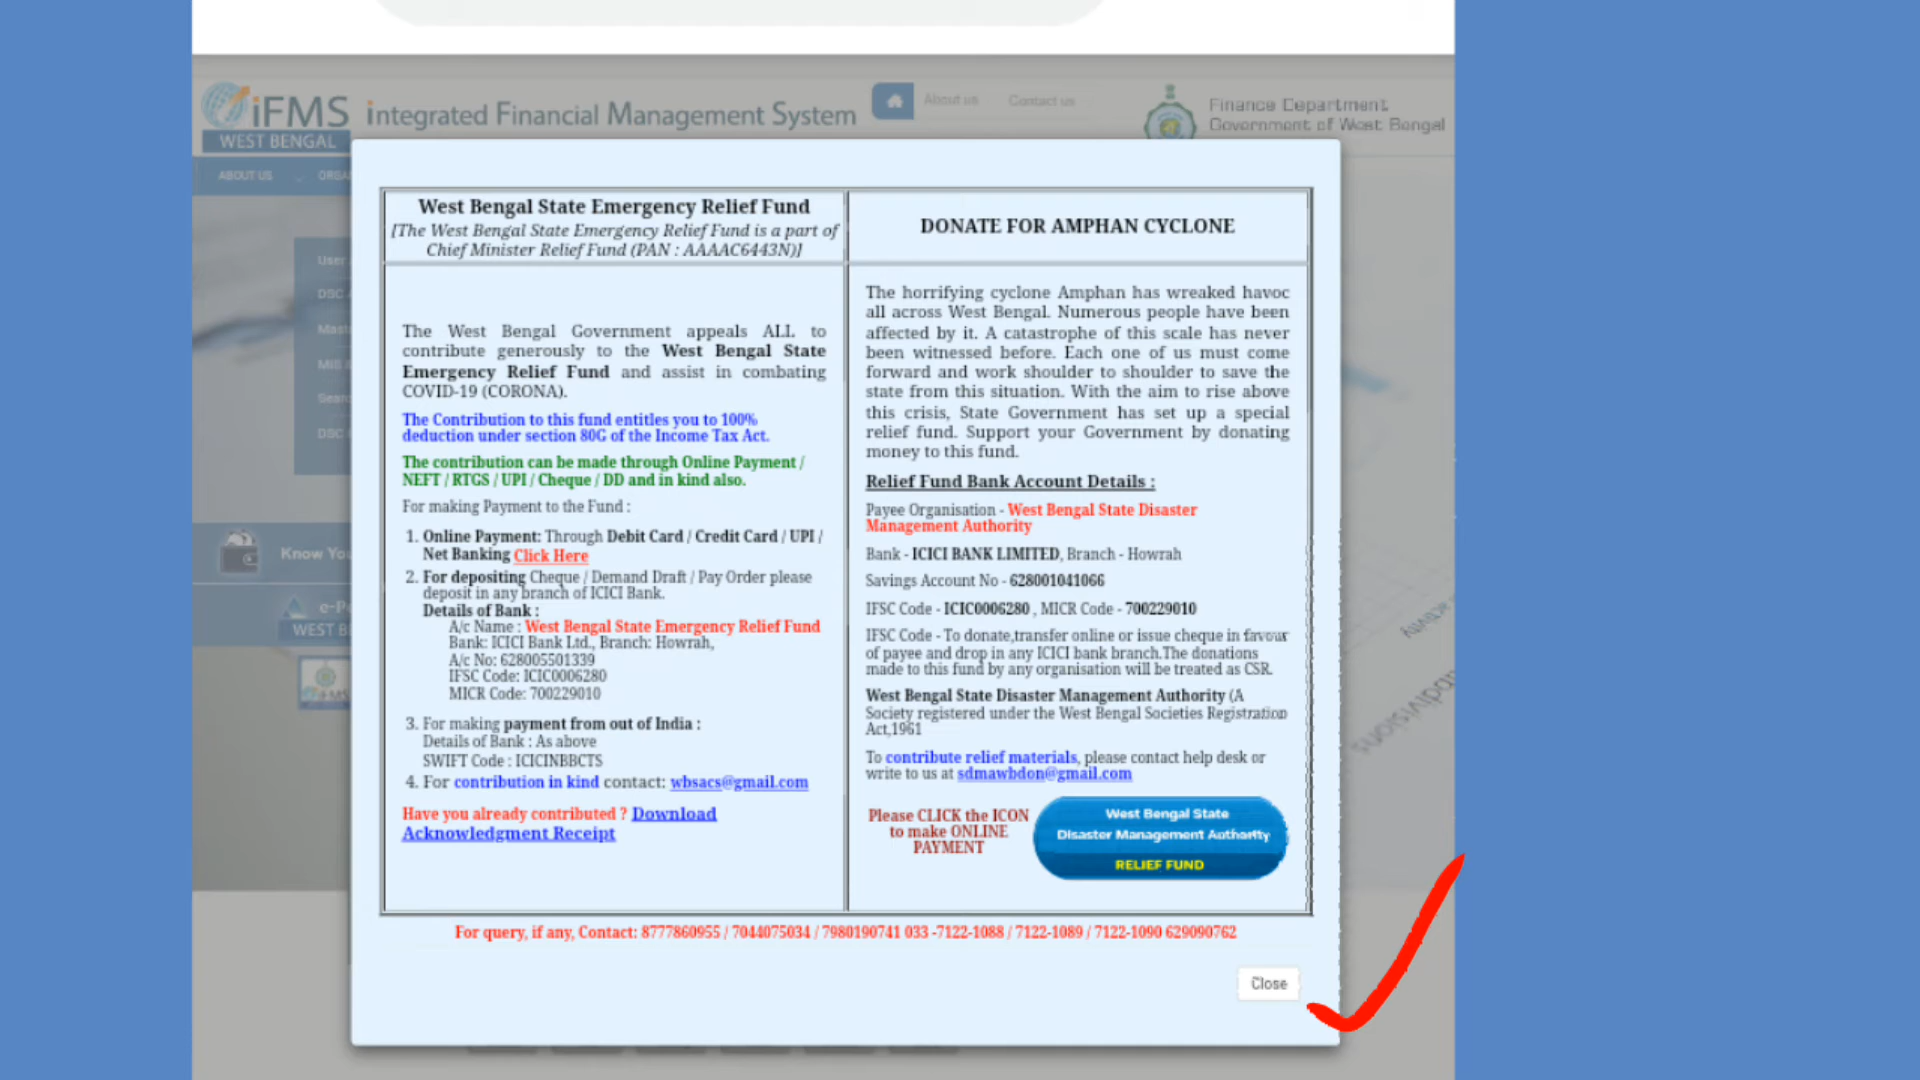 iFMS
WEST BENGAL
integrated Financial Management System
About us
Contact us
Finance Department
Government of West Bengal
ABOUT US
West Bengal State Emergency Relief Fund
[The West Bengal State Emergency Relief Fund is a part of
Chief Minister Relief Fund (PAN : AAAAC6443N)]
The West Bengal Government appeals ALL to
contribute generously to the West Bengal State
Emergency Relief Fund and assist in combating
COVID-19 (CORONA).
The Contribution to this fund entitles you to 100%
deduction under section 80G of the Income Tax Act.
The contribution can be made through Online Payment /
NEFT / RTGS / UPI / Cheque / DD and in kind also.
For making Payment to the Fund :
1. Online Payment: Through Debit Card / Credit Card / UPI /
Net Banking Click Here
2. For depositing Cheque / Demand Draft / Pay Order please
deposit in any branch of ICICI Bank.
Details of Bank :
A/c Name : West Bengal State Emergency Relief Fund
Bank: ICICI Bank Ltd., Branch: Howrah,
A/c No: 628005501339
IFSC Code: ICIC0006280
MICR Code: 700229010
3. For making payment from out of India :
Details of Bank : As above
SWIFT Code : ICICINBBCTS
4. For contribution in kind contact: wbsacs@gmail.com
Have you already contributed ? Download
Acknowledgment Receipt
DONATE FOR AMPHAN CYCLONE
The horrifying cyclone Amphan has wreaked havoc
all across West Bengal. Numerous people have been
affected by it. A catastrophe of this scale has never
been witnessed before. Each one of us must come
forward and work shoulder to shoulder to save the
state from this situation. With the aim to rise above
this crisis, State Government has set up a special
relief fund. Support your Government by donating
money to this fund.
Relief Fund Bank Account Details :
Payee Organisation - West Bengal State Disaster
Management Authority
Bank - ICICI BANK LIMITED, Branch - Howrah
Savings Account No - 628001041066
IFSC Code - ICIC0006280 , MICR Code - 700229010
IFSC Code - To donate,transfer online or issue cheque in favour
of payee and drop in any ICICI bank branch.The donations
made to this fund by any organisation will be treated as CSR.
West Bengal State Disaster Management Authority (A
Society registered under the West Bengal Societies Registration
Act,1961
To contribute relief materials, please contact help desk or
write to us at sdmawbdon@gmail.com
Please CLICK the ICON
to make ONLINE
PAYMENT
West Bengal State
Disaster Management Authority
RELIEF FUND
For query, if any, Contact: 8777860955 / 7044075034 / 7980190741 033 -7122-1088 / 7122-1089 / 7122-1090 629090762
Close
User
DSC
Know You
WEST B